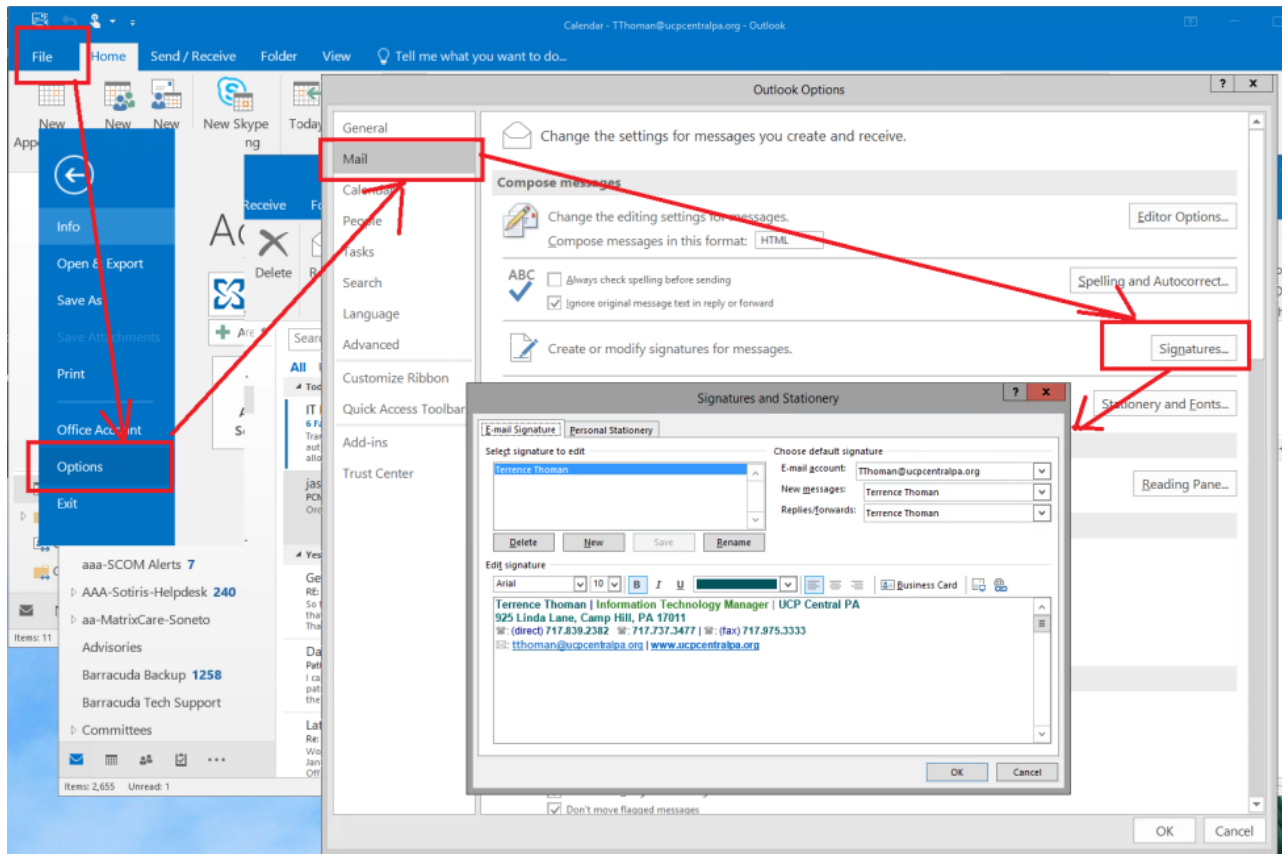 Calendar - TThoman@ucpcentralpa.org - Outlook
File Home Send / Receive Folder View Tell me what you want to do...
New New New New Skype Today
App ng
Info
Open & Export
Save As
Save Attachments
Print
Office Account
Options
Exit
Receive Fo
Delete
Sear
All
IT
6 Fa
Items: 11
aaa-SCOM Alerts 7
AAA-Sotiris-Helpdesk 240
aa-MatrixCare-Soneto
Advisories
Barracuda Backup 1258
Barracuda Tech Support
Committees
Items: 2,655 Unread: 1
Outlook Options
? x
General
Mail
Calendar
People
Tasks
Search
Language
Advanced
Customize Ribbon
Quick Access Toolbar
Add-ins
Trust Center
Change the settings for messages you create and receive.
Compose messages
Change the editing settings for messages.
Editor Options...
Compose messages in this format: HTML
ABC Always check spelling before sending
Spelling and Autocorrect...
Ignore original message text in reply or forward
Create or modify signatures for messages.
Signatures...
Stationery and Fonts...
Reading Pane...
Signatures and Stationery
? x
E-mail Signature Personal Stationery
Select signature to edit
Terrence Thoman
Choose default signature
E-mail account: TThoman@ucpcentralpa.org
New messages: Terrence Thoman
Replies/forwards: Terrence Thoman
Delete New Save Rename
Edit signature
Arial 10 B I U Business Card
Terrence Thoman | Information Technology Manager | UCP Central PA
925 Linda Lane, Camp Hill, PA 17011
(direct) 717.839.2382 717.737.3477 | (fax) 717.975.3333
tthoman@ucpcentralpa.org | www.ucpcentralpa.org
OK Cancel
Don't move flagged messages
OK Cancel